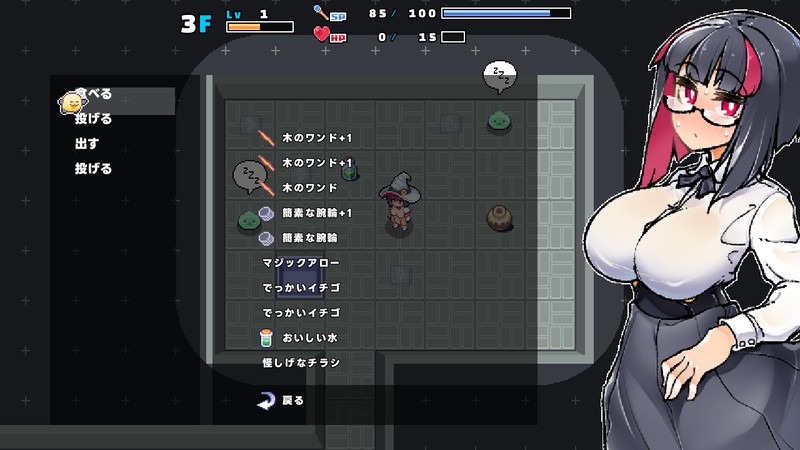 3F
Lv 1
SP 85/ 100
HP 0/ 15
zzz
食べる
投げる
出す
投げる
zzz
木のワンド+1
木のワンド+1
木のワンド
簡素な腕輪+1
簡素な腕輪
マジックアロー
でっかいイチゴ
でっかいイチゴ
おいしい水
怪しげなチラシ
戻る